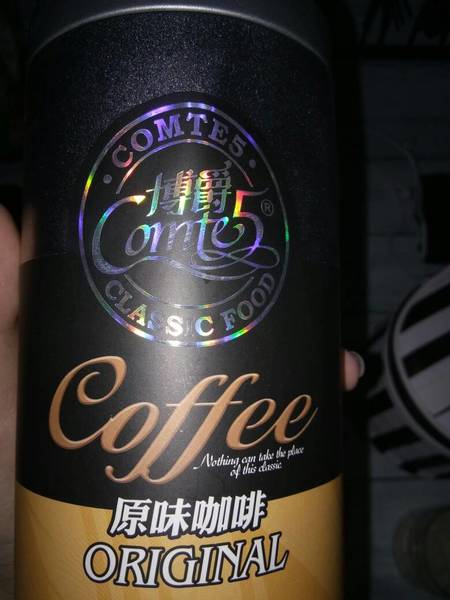 COMTE5
博爵
Comte5®
CLASSIC FOOD
Coffee
Nothing can take the place
of this classic.
原味咖啡
ORIGINAL